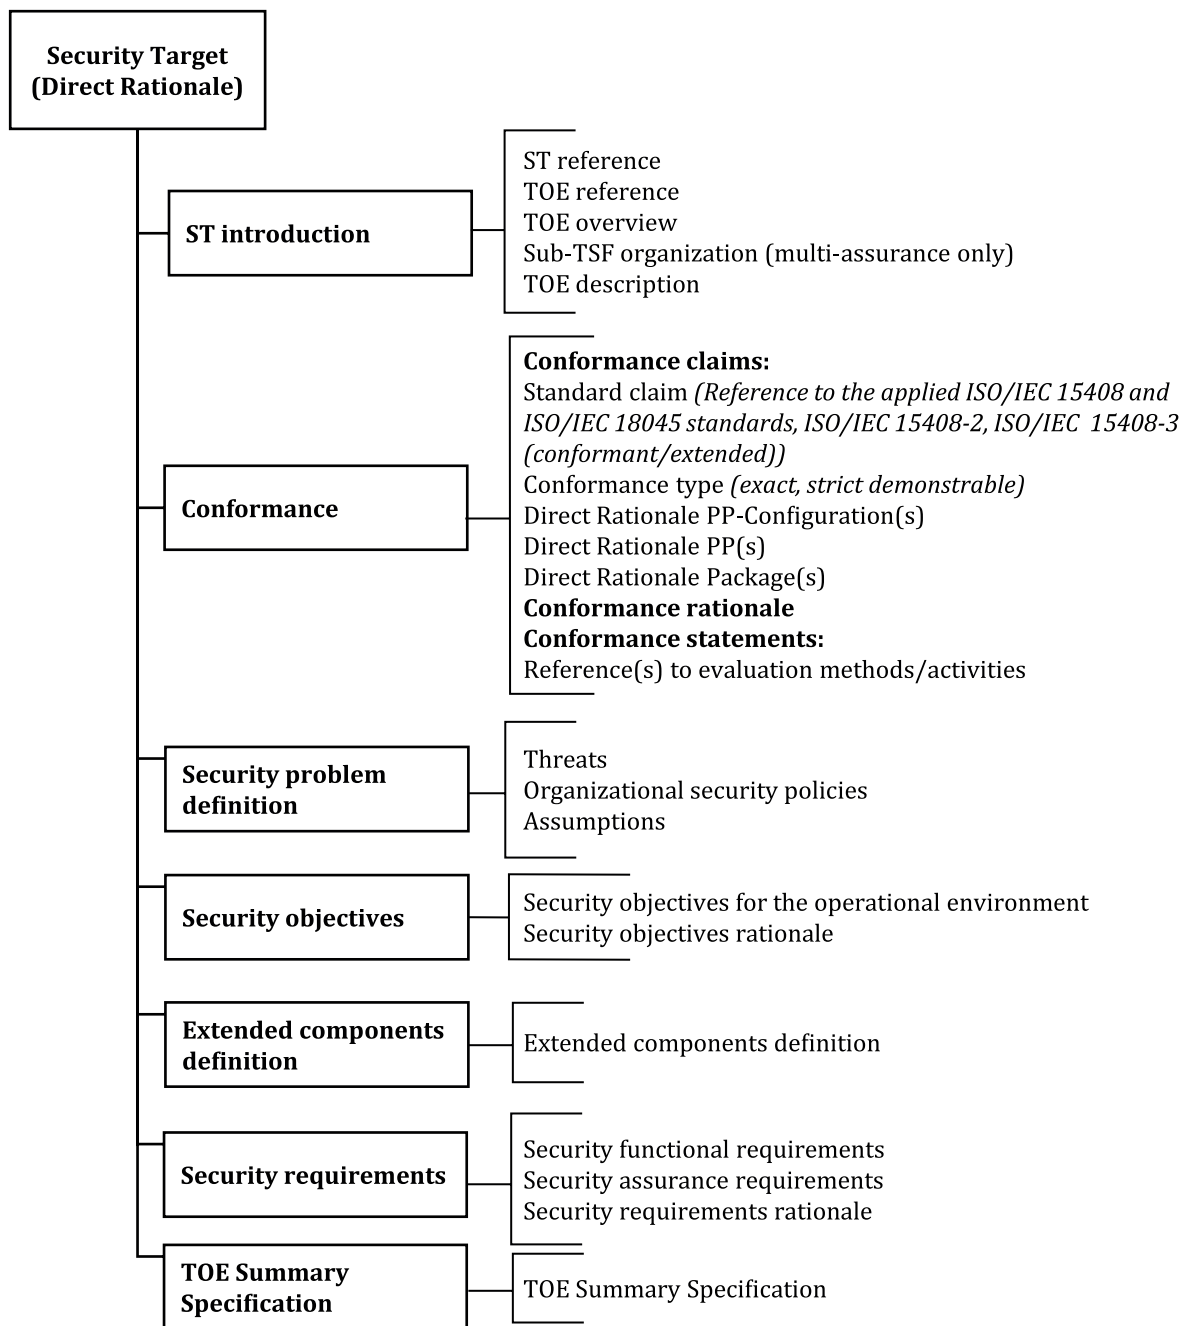 Security Target
(Direct Rationale)
ST introduction
ST reference
TOE reference
TOE overview
Sub-TSF organization (multi-assurance only)
TOE description
Conformance
Conformance claims:
Standard claim (Reference to the applied ISO/IEC 15408 and
ISO/IEC 18045 standards, ISO/IEC 15408-2, ISO/IEC 15408-3
(conformant/extended))
Conformance type (exact, strict demonstrable)
Direct Rationale PP-Configuration(s)
Direct Rationale PP(s)
Direct Rationale Package(s)
Conformance rationale
Conformance statements:
Reference(s) to evaluation methods/activities
Security problem
definition
Threats
Organizational security policies
Assumptions
Security objectives
Security objectives for the operational environment
Security objectives rationale
Extended components
definition
Extended components definition
Security requirements
Security functional requirements
Security assurance requirements
Security requirements rationale
TOE Summary
Specification
TOE Summary Specification